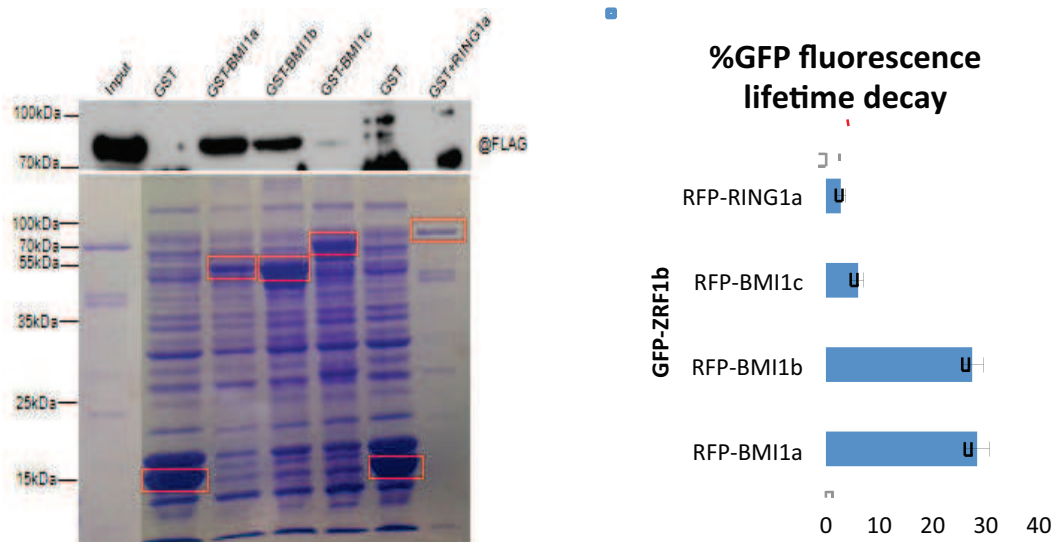 Input
GST
GST-BMI1a
GST-BMI1b
GST-BMI1c
GST
GST+RING1a
100kDa
70kDa
@FLAG
100kDa
70kDa
55kDa
35kDa
25kDa
15kDa
%GFP fluorescence
lifetime decay
GFP-ZRF1b
RFP-RING1a
RFP-BMI1c
RFP-BMI1b
RFP-BMI1a
0 10 20 30 40